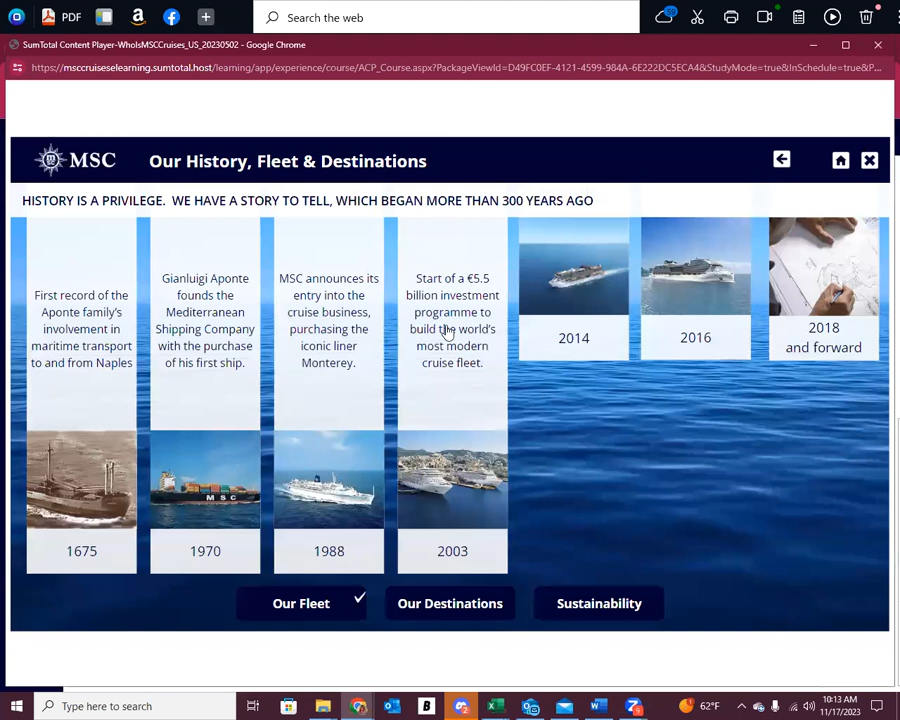 PDF
Search the web
SumTotal Content Player-WhoIsMSCCruises_US_20230502 - Google Chrome
https://msccruiseselearning.sumtotal.host/learning/app/experience/course/ACP_Course.aspx?PackageViewId=D49FC0EF-4121-4599-984A-6E222DC5ECA4&StudyMode=true&InSchedule=true&P...
MSC
Our History, Fleet & Destinations
HISTORY IS A PRIVILEGE. WE HAVE A STORY TO TELL, WHICH BEGAN MORE THAN 300 YEARS AGO
First record of the
Aponte family's
involvement in
maritime transport
to and from Naples
1675
Gianluigi Aponte
founds the
Mediterranean
Shipping Company
with the purchase
of his first ship.
MSC
1970
MSC announces its
entry into the
cruise business,
purchasing the
iconic liner
Monterey.
1988
Start of a €5.5
billion investment
programme to
build the world's
most modern
cruise fleet.
2003
2014
2016
2018
and forward
Our Fleet
Our Destinations
Sustainability
Type here to search
62°F
10:13 AM
11/17/2023